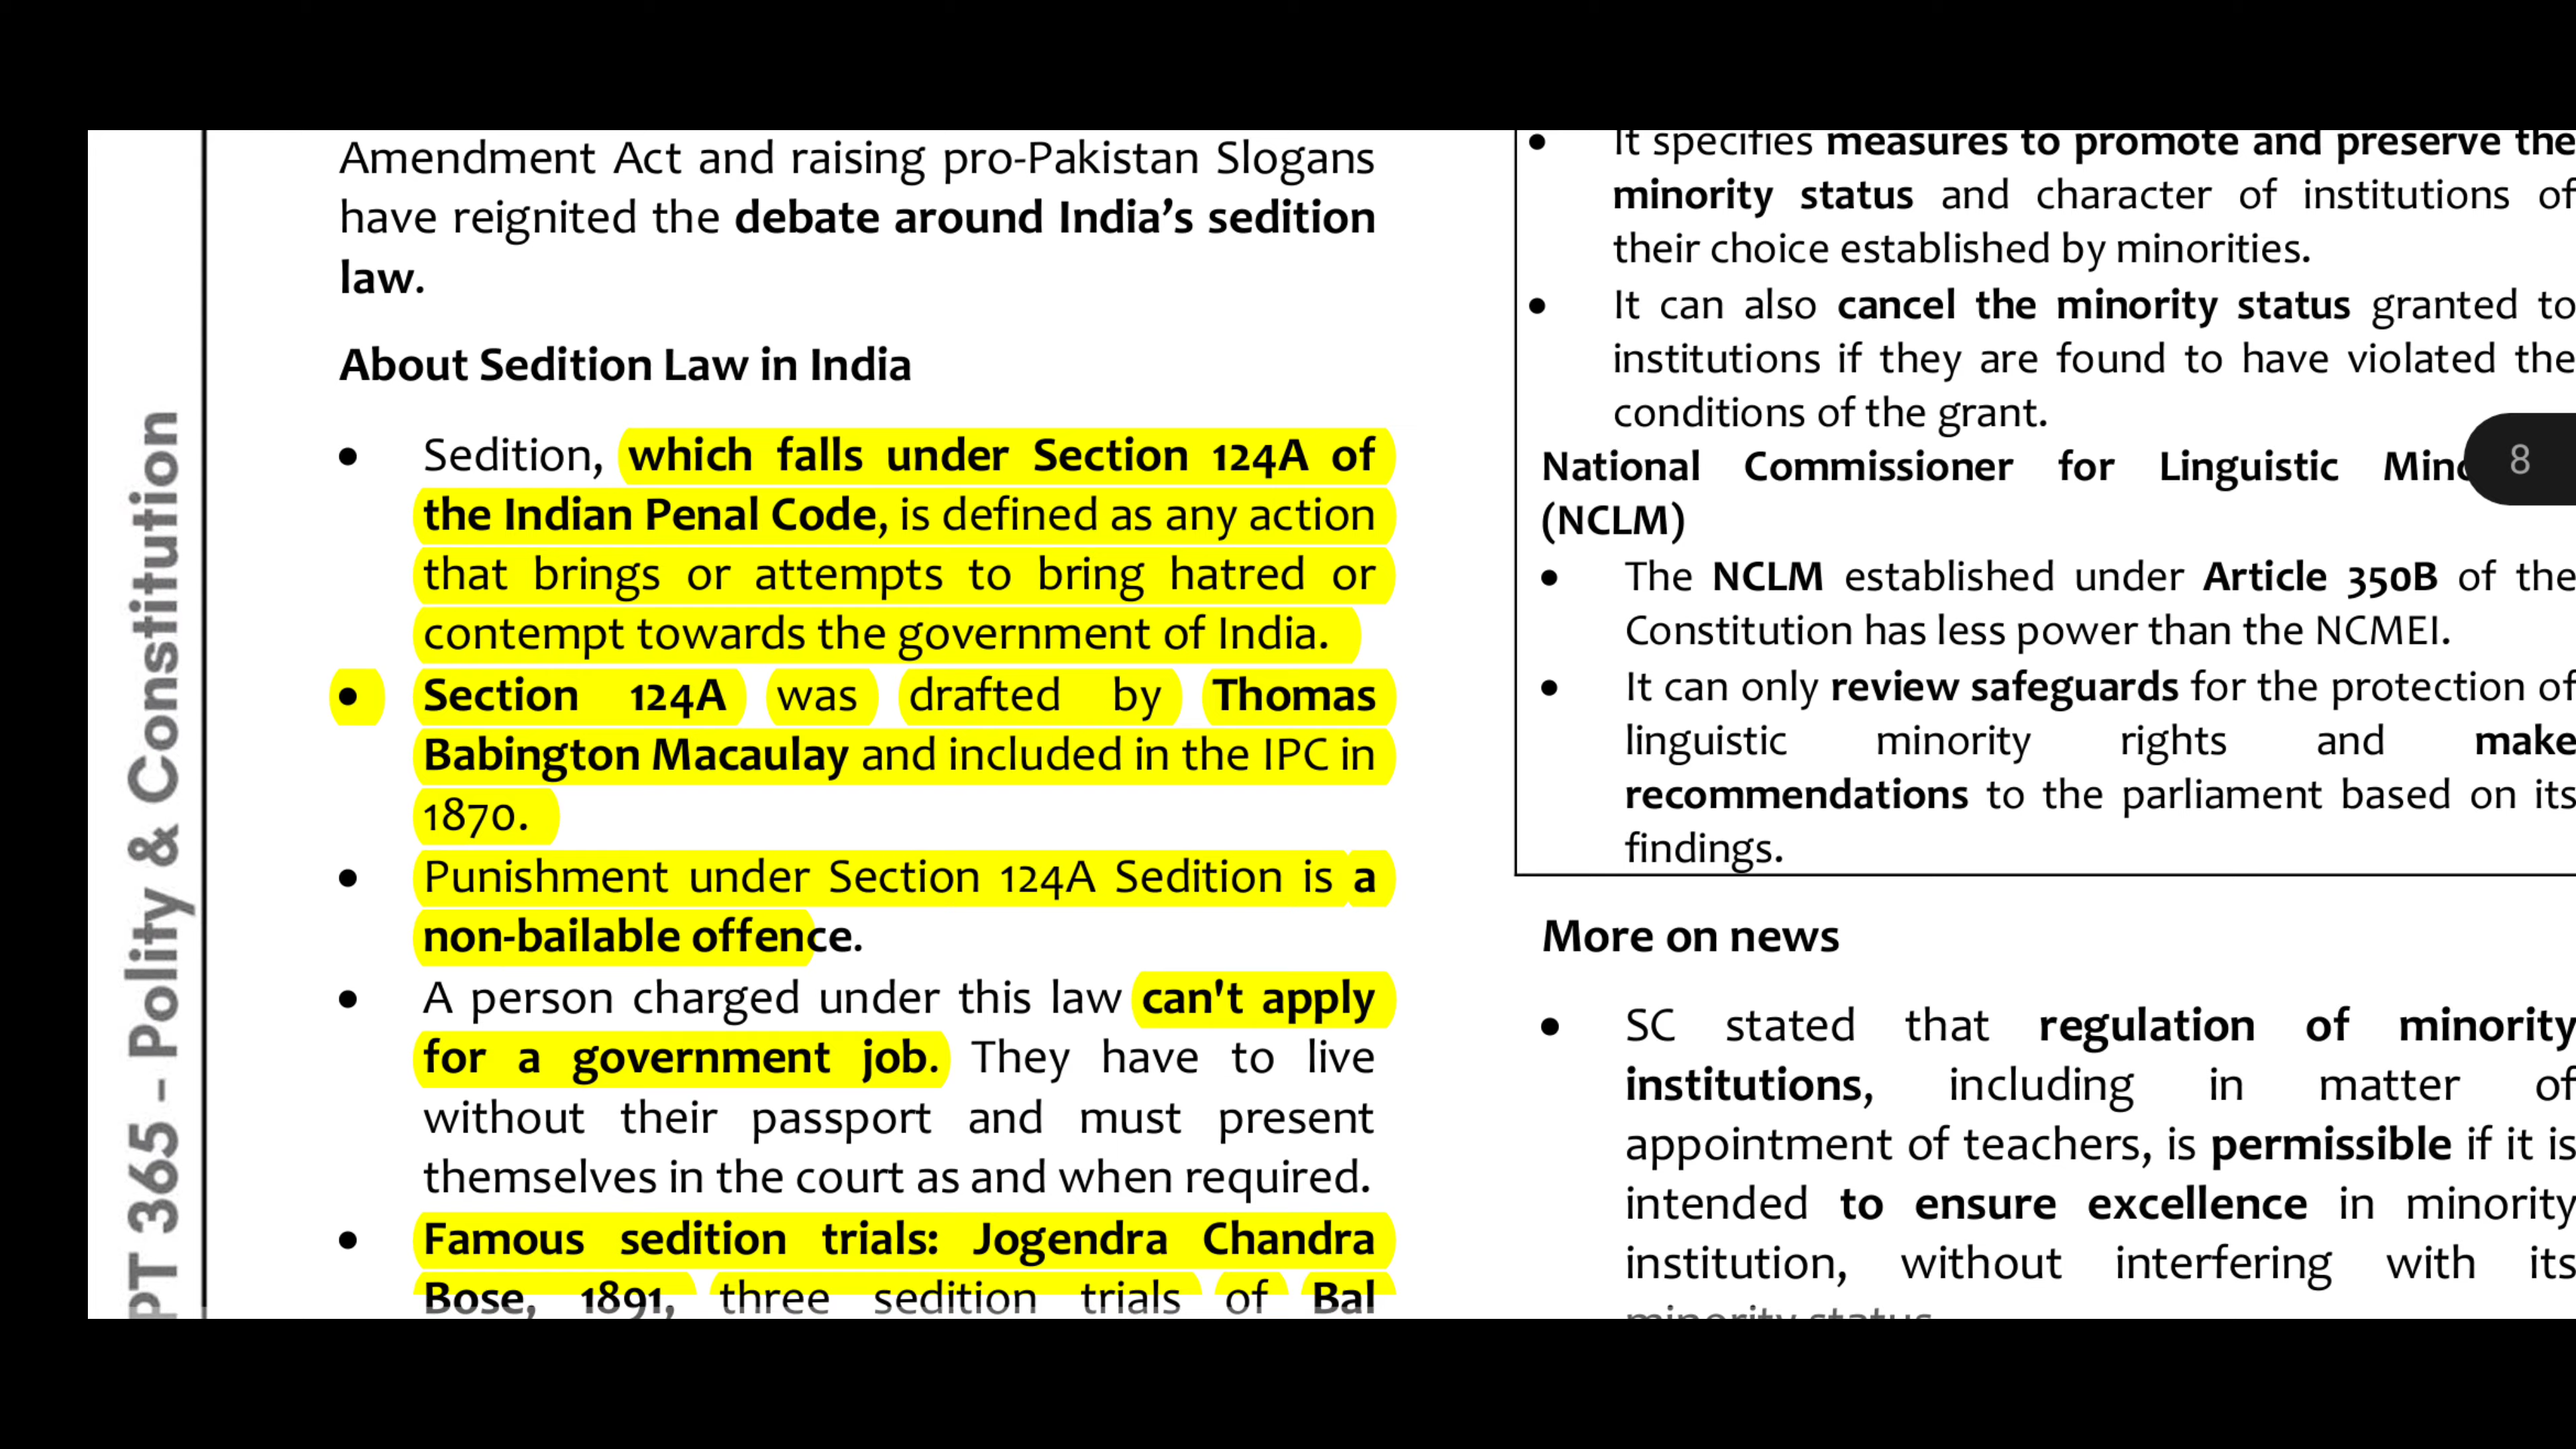 PT 365 - Polity & Constitution
Amendment Act and raising pro-Pakistan Slogans
have reignited the debate around India's sedition
law.
About Sedition Law in India
• Sedition, which falls under Section 124A of
the Indian Penal Code, is defined as any action
that brings or attempts to bring hatred or
contempt towards the government of India.
• Section 124A was drafted by Thomas
Babington Macaulay and included in the IPC in
1870.
• Punishment under Section 124A Sedition is a
non-bailable offence.
• A person charged under this law can't apply
for a government job. They have to live
without their passport and must present
themselves in the court as and when required.
• Famous sedition trials: Jogendra Chandra
Bose, 1891, three sedition trials of Bal
• It specifies measures to promote and preserve the
minority status and character of institutions of
their choice established by minorities.
• It can also cancel the minority status granted to
institutions if they are found to have violated the
conditions of the grant.
National Commissioner for Linguistic
(NCLM)
• The NCLM established under Article 350B of the
Constitution has less power than the NCMEI.
• It can only review safeguards for the protection of
linguistic minority rights and make
recommendations to the parliament based on its
findings.
More on news
• SC stated that regulation of minority
institutions, including in matter of
appointment of teachers, is permissible if it is
intended to ensure excellence in minority
institution, without interfering with its
minority status
8